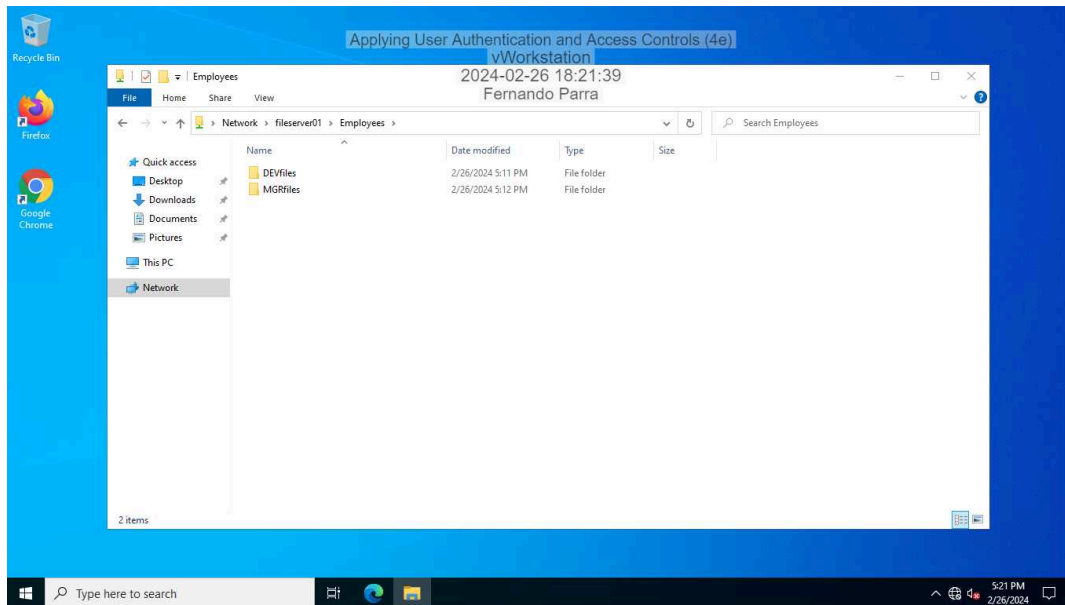 Recycle Bin
Firefox
Google
Chrome
Applying User Authentication and Access Controls (4e)
vWorkstation
2024-02-26 18:21:39
Fernando Parra
Employees
File Home Share View
Network › fileserver01 › Employees ›
Search Employees
Quick access
Desktop
Downloads
Documents
Pictures
This PC
Network
Name Date modified Type Size
DEVfiles 2/26/2024 5:11 PM File folder
MGRfiles 2/26/2024 5:12 PM File folder
2 items
Type here to search
5:21 PM
2/26/2024